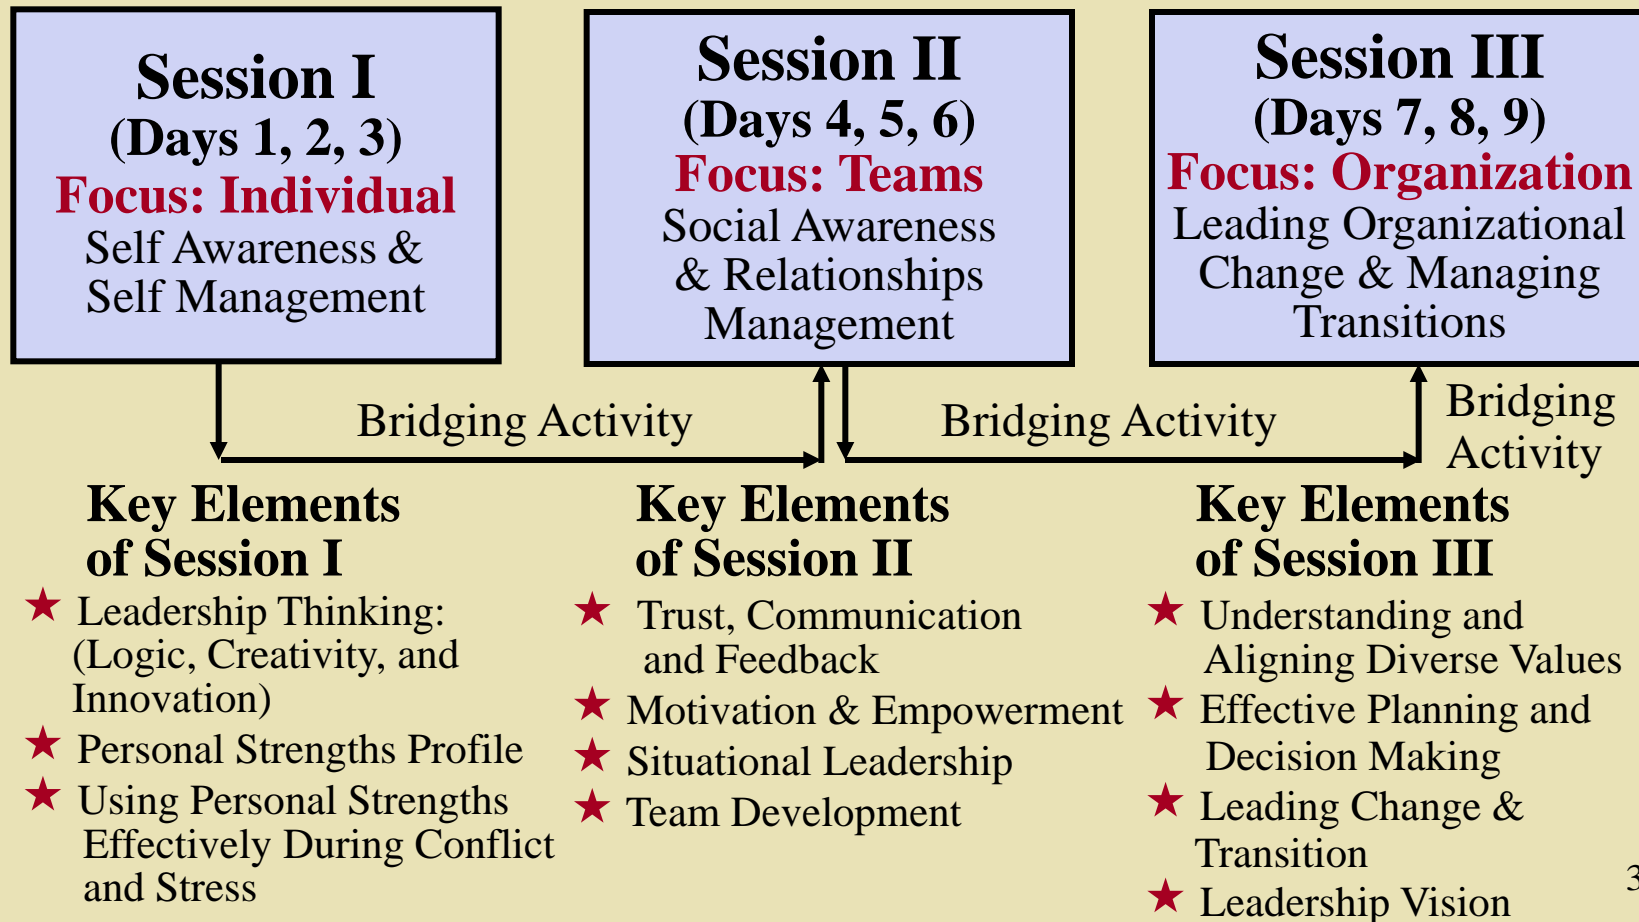 Session I
(Days 1, 2, 3)
Focus: Individual
Self Awareness &
Self Management
Session II
(Days 4, 5, 6)
Focus: Teams
Social Awareness
& Relationships
Management
Session III
(Days 7, 8, 9)
Focus: Organization
Leading Organizational
Change & Managing
Transitions
Bridging Activity
Bridging Activity
Bridging
Activity
Key Elements
of Session I
★ Leadership Thinking:
(Logic, Creativity, and
Innovation)
★ Personal Strengths Profile
★ Using Personal Strengths
Effectively During Conflict
and Stress
Key Elements
of Session II
★ Trust, Communication
and Feedback
★ Motivation & Empowerment
★ Situational Leadership
★ Team Development
Key Elements
of Session III
★ Understanding and
Aligning Diverse Values
★ Effective Planning and
Decision Making
★ Leading Change &
Transition
★ Leadership Vision
3